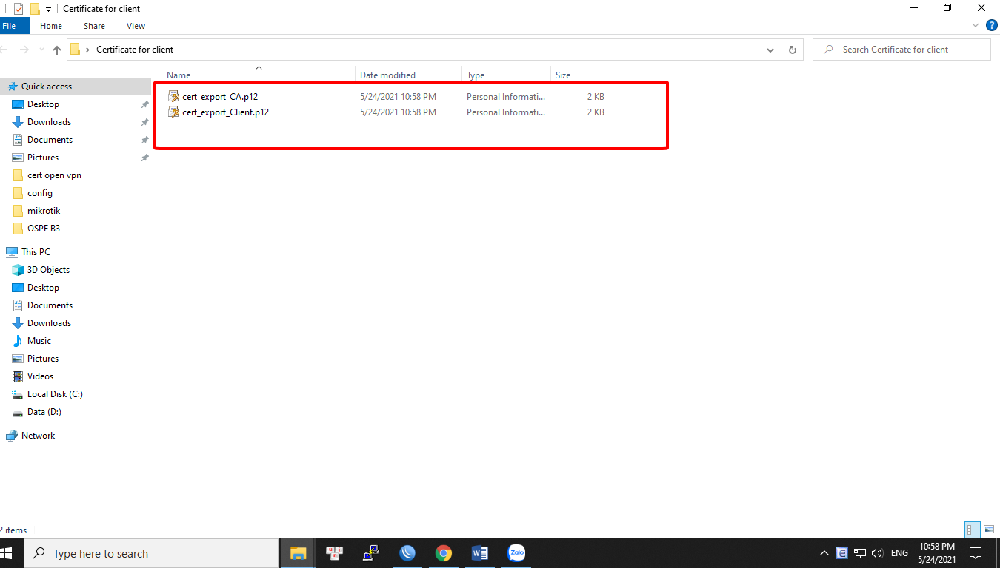 Certificate for client
File Home Share View
Certificate for client
Search Certificate for client
Name Date modified Type Size
cert_export_CA.p12 5/24/2021 10:58 PM Personal Informati... 2 KB
cert_export_Client.p12 5/24/2021 10:58 PM Personal Informati... 2 KB
Quick access
Desktop
Downloads
Documents
Pictures
cert open vpn
config
mikrotik
OSPF B3
This PC
3D Objects
Desktop
Documents
Downloads
Music
Pictures
Videos
Local Disk (C:)
Data (D:)
Network
2 items
Type here to search
Zalo
ENG
10:58 PM
5/24/2021